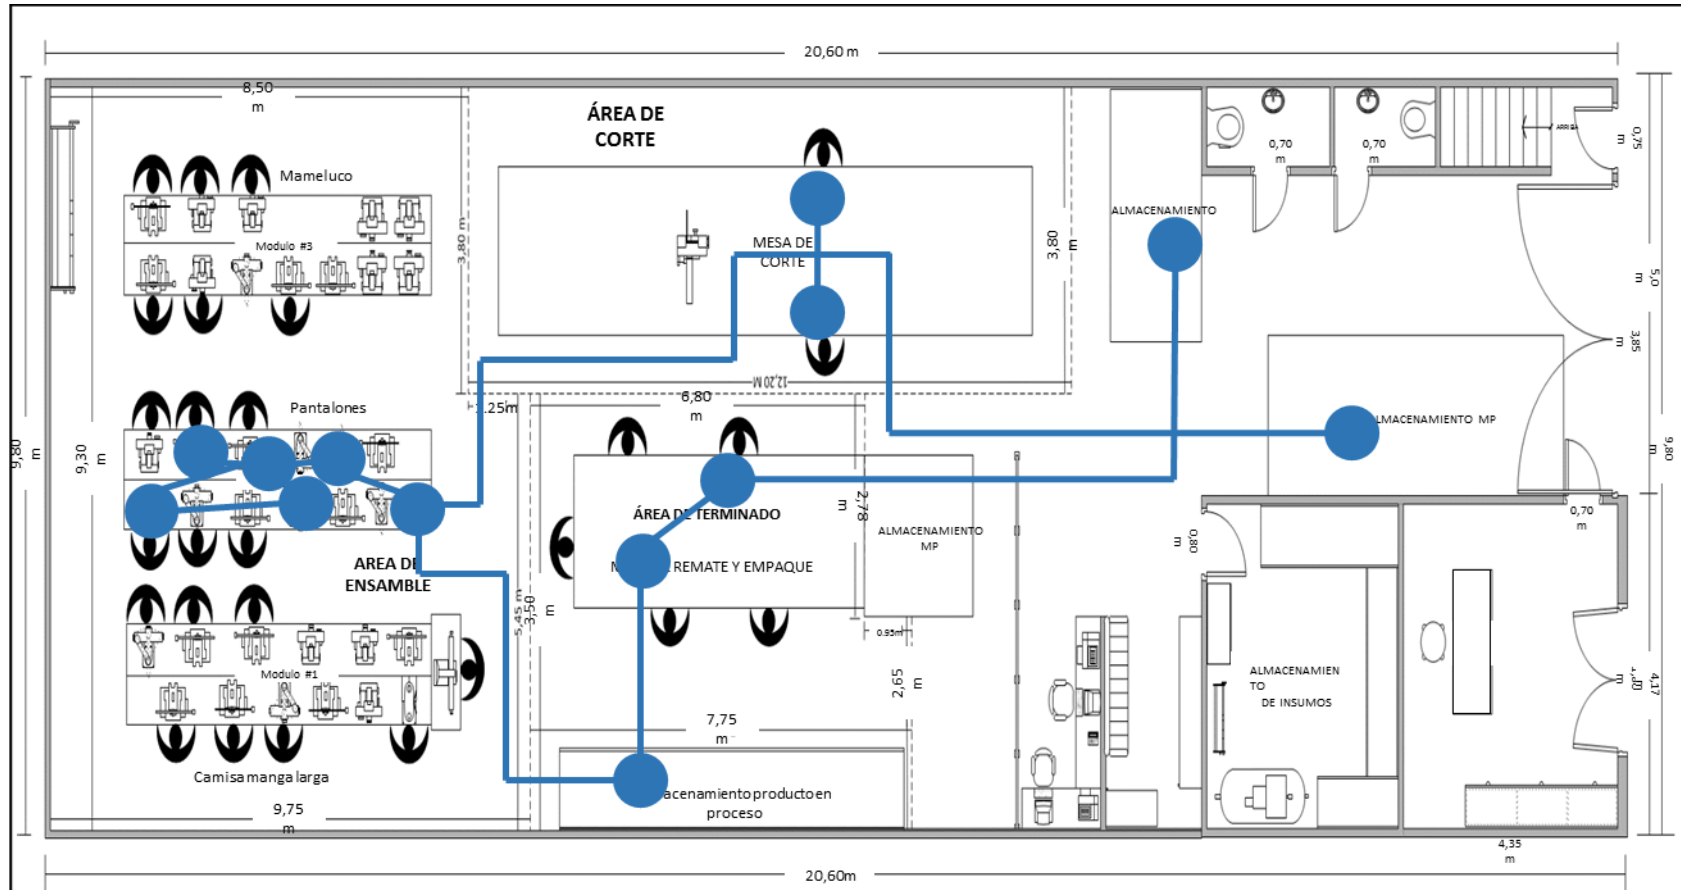 20,60 m
8,50
m
ÁREA DE
CORTE
Mameluco
Modulo #3
3,80 m
MESA DE
CORTE
3,80
m
ALMACENAMIENTO
0,70
m
0,70
m
ARRIBA
0,75
m
5,0
m
3,85
m
12,20 M
9,80
m
9,30
m
Pantalones
1.25m
6,80
m
ALMACENAMIENTO MP
9,80
m
2,78
m
ÁREA DE TERMINADO
REMATE Y EMPAQUE
ALMACENAMIENTO
MP
0,80
m
0,70
m
AREA DE
ENSAMBLE
5,45 m
3,50
m
0.95m
2,65
m
Modulo #1
ALMACENAMIEN
TO
DE INSUMOS
4,17
m
7,75
m
Camisa manga larga
acenamiento producto en
proceso
9,75
m
4,35
m
20,60m